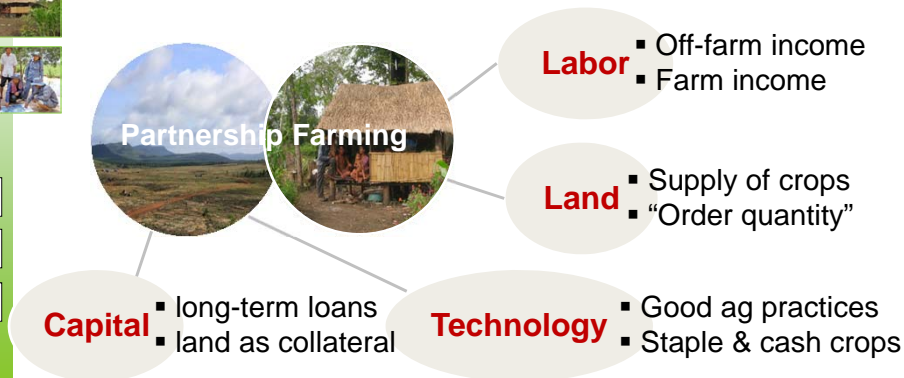 Partnership Farming
Labor
▪ Off-farm income
▪ Farm income
Land
▪ Supply of crops
▪ “Order quantity”
Capital
▪ long-term loans
▪ land as collateral
Technology
▪ Good ag practices
▪ Staple & cash crops